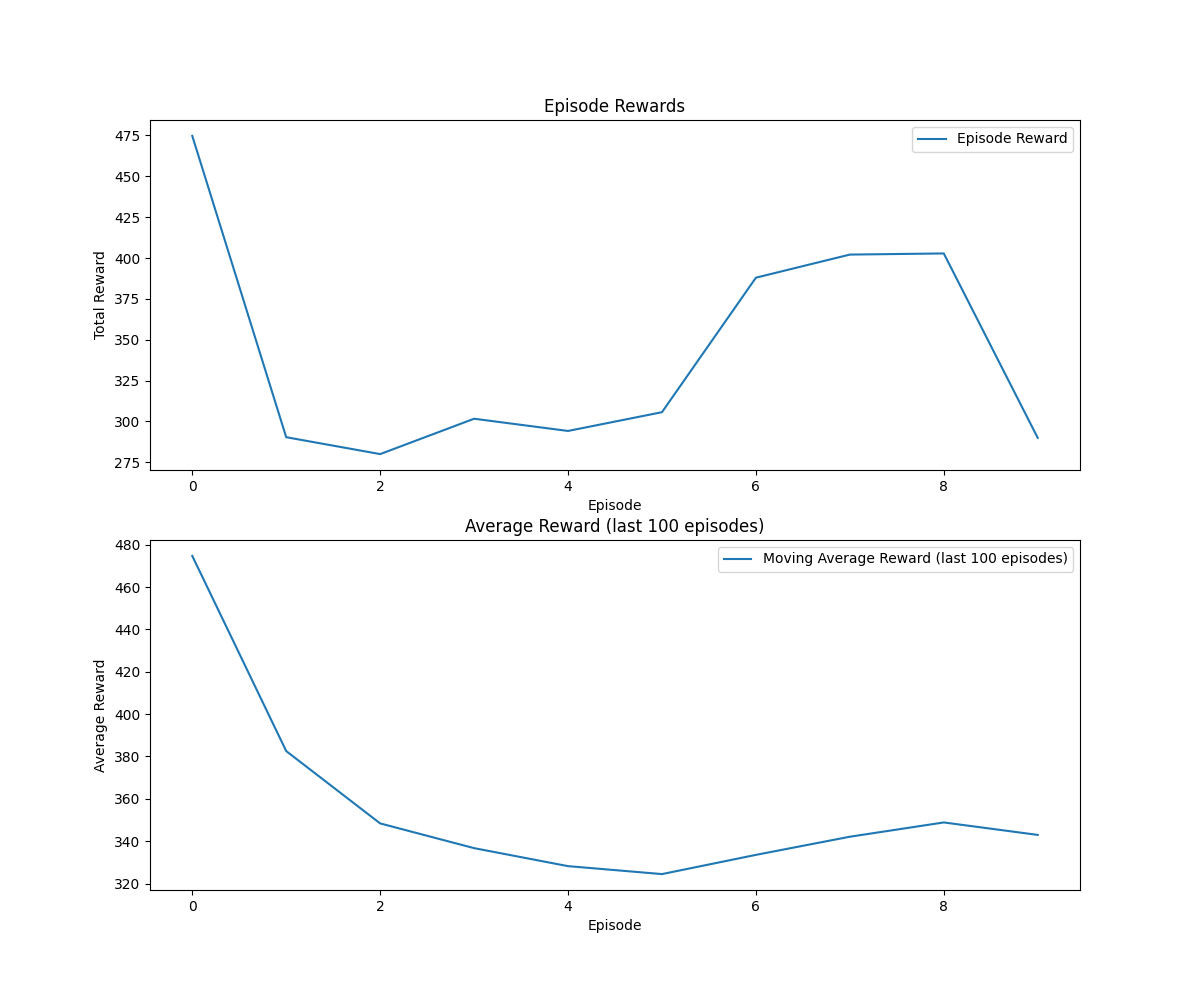 Episode Rewards
Episode Reward
475
450
425
400
375
350
325
300
275
Total Reward
0 2 4 6 8
Episode
Average Reward (last 100 episodes)
Moving Average Reward (last 100 episodes)
480
460
440
420
400
380
360
340
320
Average Reward
0 2 4 6 8
Episode